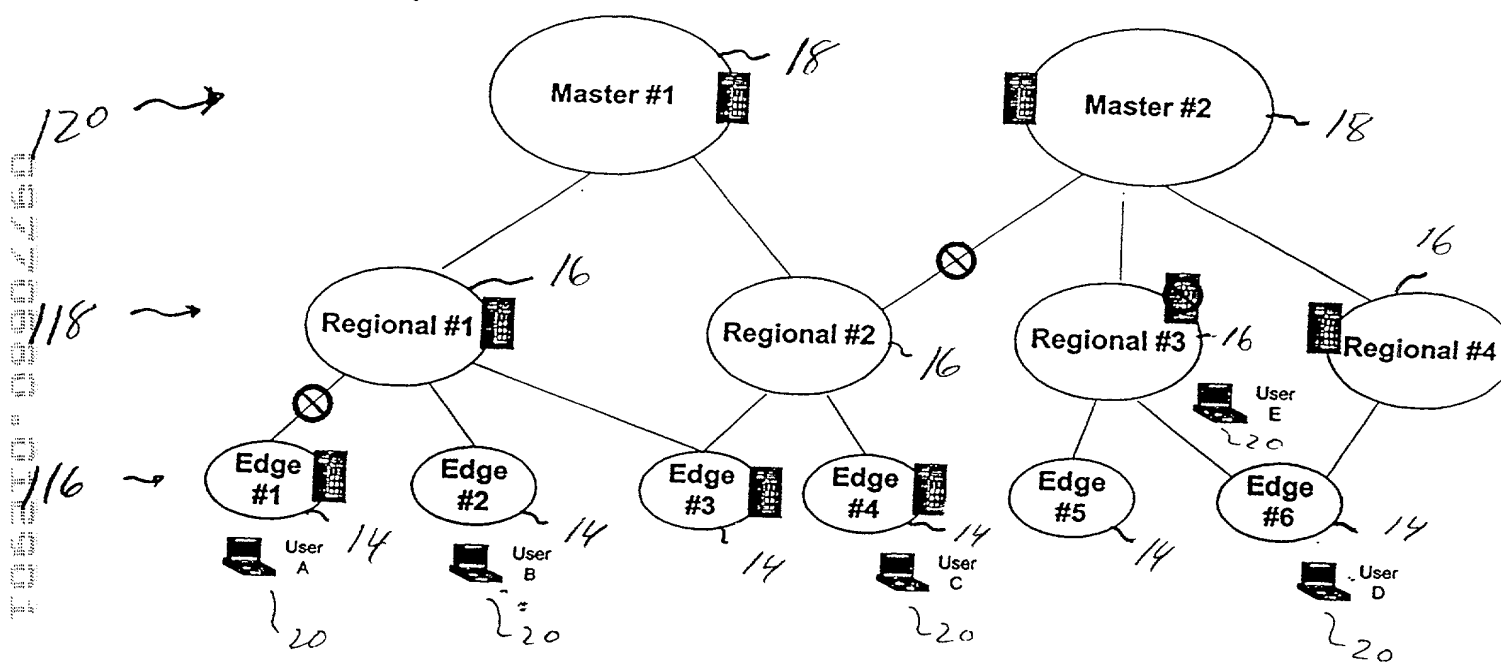 18
Master #1
Master #2
18
120
16
16
Regional #1
Regional #2
Regional #3
Regional #4
118
16
16
User
E
20
Edge
#1
Edge
#2
Edge
#3
Edge
#4
Edge
#5
Edge
#6
116
14
14
14
14
14
14
User
A
User
B
User
C
User
D
20
20
20
20